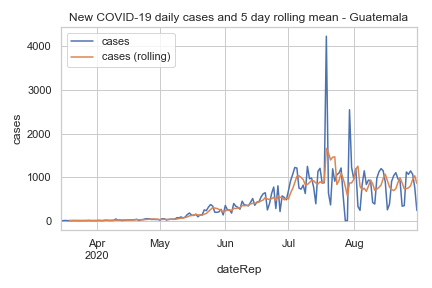 New COVID-19 daily cases and 5 day rolling mean - Guatemala
cases
cases (rolling)
4000
3000
2000
1000
0
cases
Apr
2020
May
Jun
Jul
Aug
dateRep